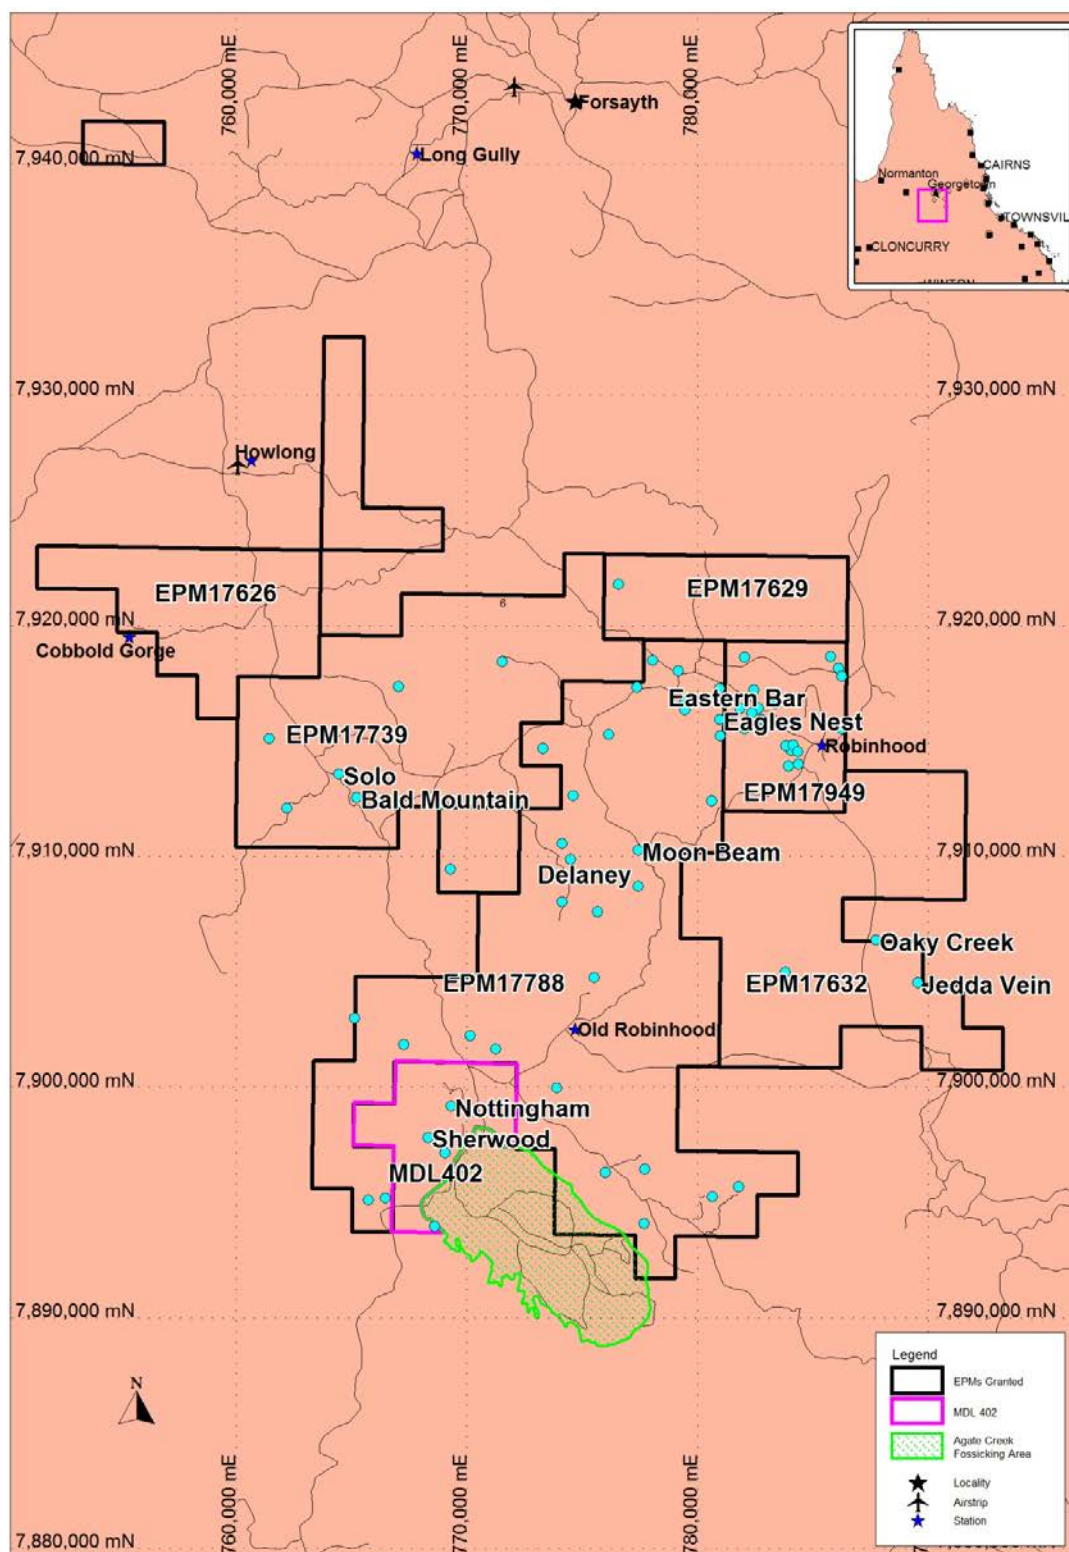 760,000 mE
770,000 mE
780,000 mE
Forsayth
Long Gully
7,940,000 mN
Normanton
Georgetown
CAIRNS
TOWNSVIL
CLONCURRY
WINTON
7,930,000 mN
7,930,000 mN
Howlong
EPM17626
6
EPM17629
7,920,000 mN
7,920,000 mN
Cobbold Gorge
Eastern Bar
Eagles Nest
EPM17739
Robinhood
Solo
Bald Mountain
EPM17949
7,910,000 mN
7,910,000 mN
Moon Beam
Delaney
Oaky Creek
EPM17788
EPM17632
Jedda Vein
Old Robinhood
7,900,000 mN
7,900,000 mN
Nottingham
Sherwood
MDL402
7,890,000 mN
7,890,000 mN
Legend
EPMs Granted
MDL 402
Agate Creek
Fossicking Area
Locality
Airstrip
Station
N
760,000 mE
770,000 mE
780,000 mE
7,880,000 mN